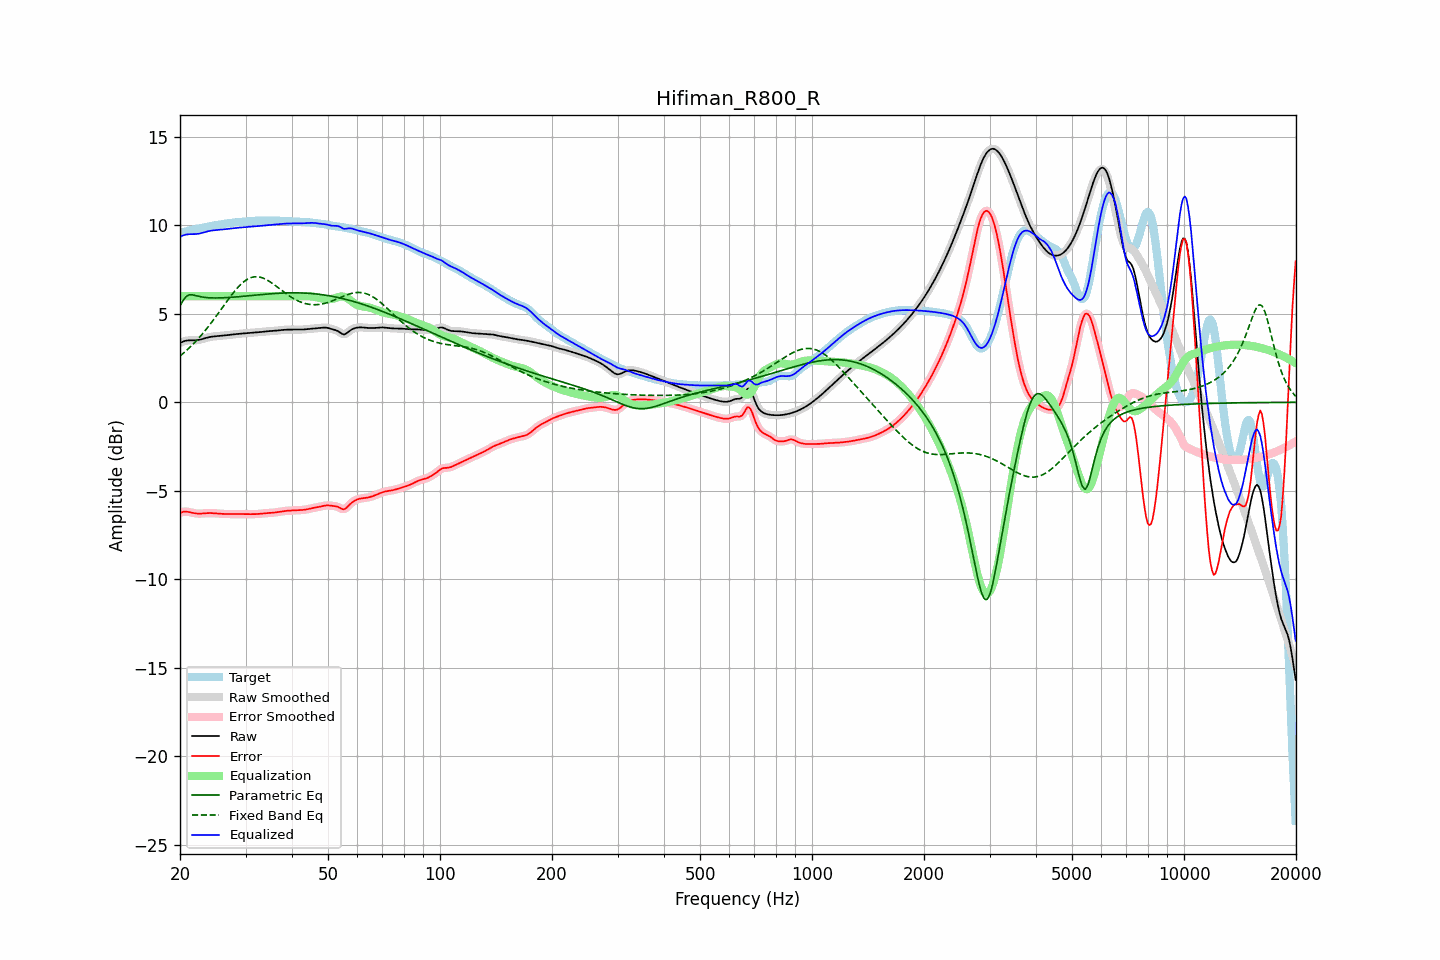 Hifiman_R800_R
Amplitude (dBr)
15
10
5
0
−5
−10
−15
−20
−25
Target
Raw Smoothed
Error Smoothed
Raw
Error
Equalization
Parametric Eq
Fixed Band Eq
Equalized
20
50
100
200
500
1000
2000
5000
10000
20000
Frequency (Hz)